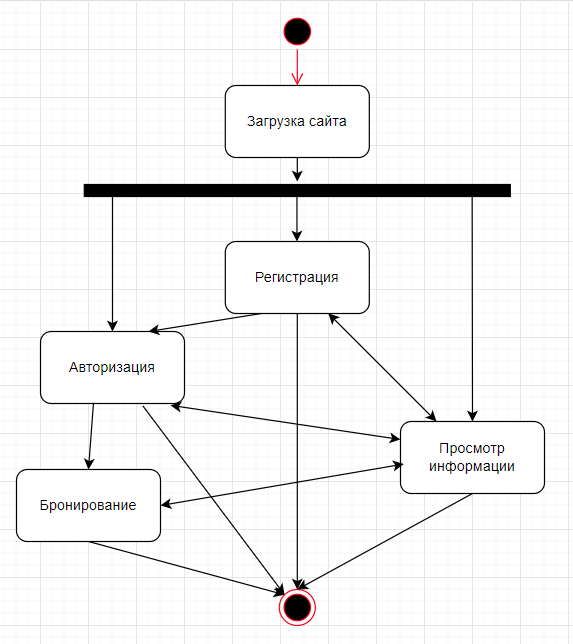 Загрузка сайта
Регистрация
Авторизация
Просмотр
информации
Бронирование